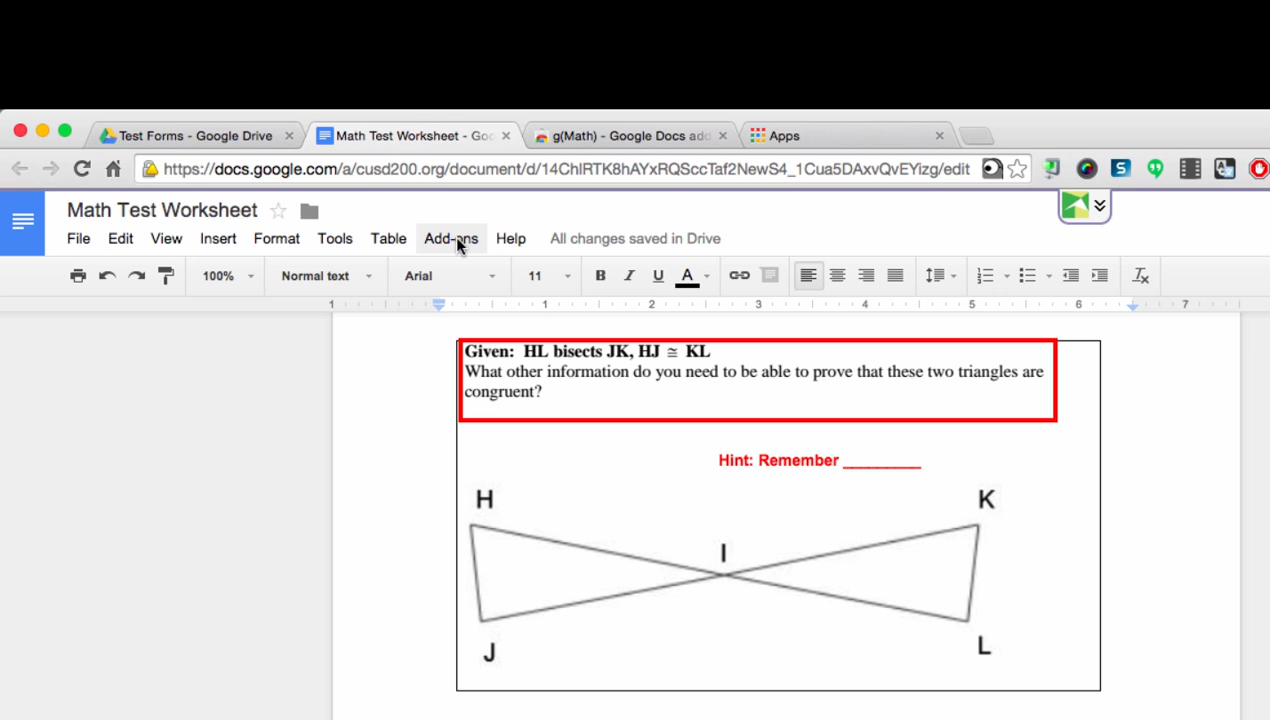 Test Forms - Google Drive
Math Test Worksheet - Goo
g(Math) - Google Docs add
Apps
https://docs.google.com/a/cusd200.org/document/d/14ChlRTK8hAYxRQSccTaf2NewS4_1Cua5DAxvQvEYizg/edit
Math Test Worksheet
File Edit View Insert Format Tools Table Add-ons Help All changes saved in Drive
100% Normal text Arial 11 B I U A
1 1 2 3 4 5 6 7
Given: HL bisects JK, HJ ≅ KL
What other information do you need to be able to prove that these two triangles are
congruent?
Hint: Remember _________
H K
I
J L